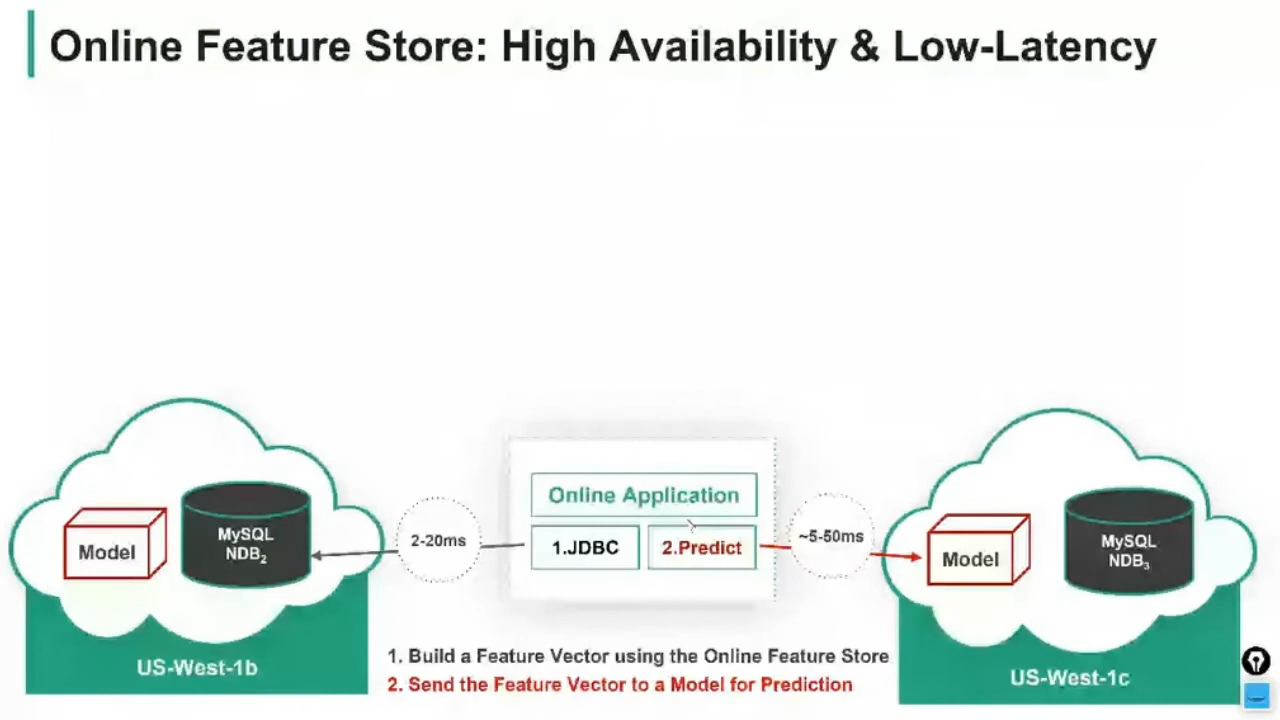 Online Feature Store: High Availability & Low-Latency
Model
MySQL
NDB₂
US-West-1b
2-20ms
Online Application
1.JDBC
2.Predict
~5-50ms
Model
MySQL
NDB₃
US-West-1c
1. Build a Feature Vector using the Online Feature Store
2. Send the Feature Vector to a Model for Prediction